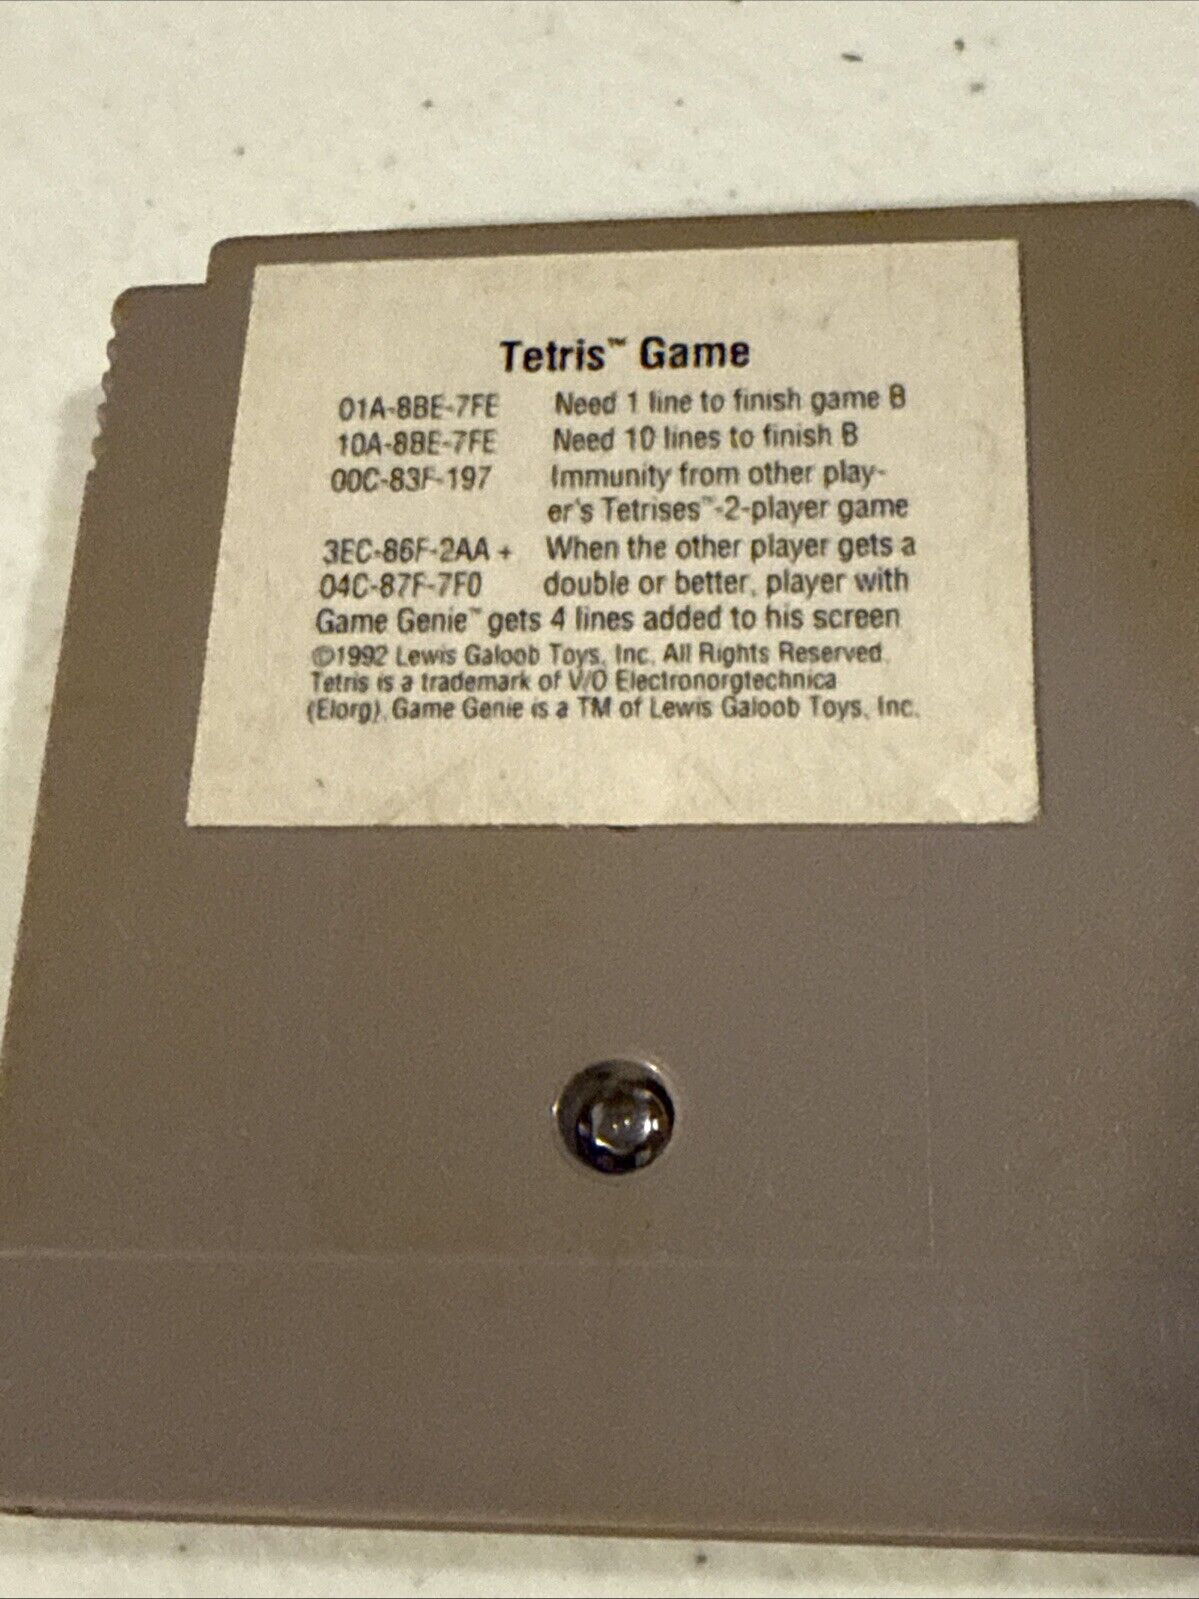 Tetris™ Game
01A-8BE-7FE Need 1 line to finish game B
10A-8BE-7FE Need 10 lines to finish B
00C-83F-197 Immunity from other play-
er's Tetrises™-2-player game
3EC-86F-2AA + When the other player gets a
04C-87F-7F0 double or better, player with
Game Genie™ gets 4 lines added to his screen
©1992 Lewis Galoob Toys, Inc. All Rights Reserved.
Tetris is a trademark of V/O Electronorgtechnica
(Elorg). Game Genie is a TM of Lewis Galoob Toys, Inc.